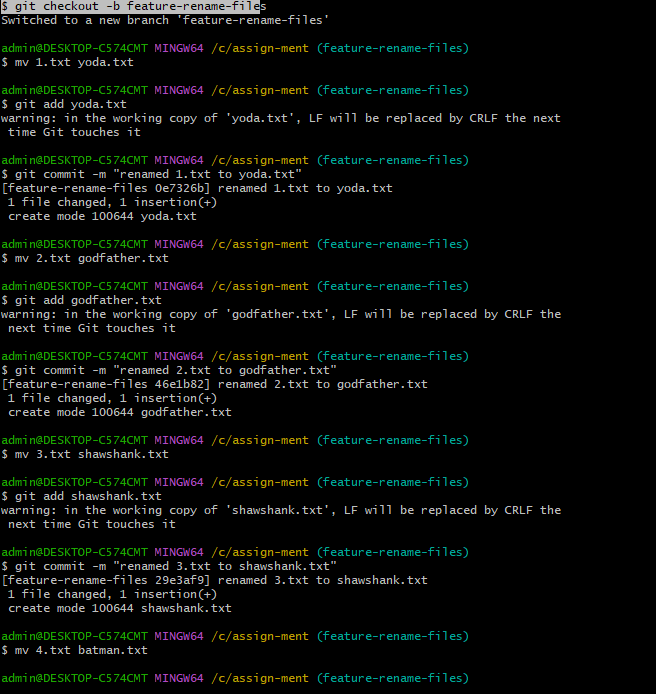 $ git checkout -b feature-rename-files
Switched to a new branch 'feature-rename-files'
admin@DESKTOP-C574CMT MINGW64 /c/assign-ment (feature-rename-files)
$ mv 1.txt yoda.txt
admin@DESKTOP-C574CMT MINGW64 /c/assign-ment (feature-rename-files)
$ git add yoda.txt
warning: in the working copy of 'yoda.txt', LF will be replaced by CRLF the next
 time Git touches it
admin@DESKTOP-C574CMT MINGW64 /c/assign-ment (feature-rename-files)
$ git commit -m "renamed 1.txt to yoda.txt"
[feature-rename-files 0e7326b] renamed 1.txt to yoda.txt
 1 file changed, 1 insertion(+)
 create mode 100644 yoda.txt
admin@DESKTOP-C574CMT MINGW64 /c/assign-ment (feature-rename-files)
$ mv 2.txt godfather.txt
admin@DESKTOP-C574CMT MINGW64 /c/assign-ment (feature-rename-files)
$ git add godfather.txt
warning: in the working copy of 'godfather.txt', LF will be replaced by CRLF the
 next time Git touches it
admin@DESKTOP-C574CMT MINGW64 /c/assign-ment (feature-rename-files)
$ git commit -m "renamed 2.txt to godfather.txt"
[feature-rename-files 46e1b82] renamed 2.txt to godfather.txt
 1 file changed, 1 insertion(+)
 create mode 100644 godfather.txt
admin@DESKTOP-C574CMT MINGW64 /c/assign-ment (feature-rename-files)
$ mv 3.txt shawshank.txt
admin@DESKTOP-C574CMT MINGW64 /c/assign-ment (feature-rename-files)
$ git add shawshank.txt
warning: in the working copy of 'shawshank.txt', LF will be replaced by CRLF the
 next time Git touches it
admin@DESKTOP-C574CMT MINGW64 /c/assign-ment (feature-rename-files)
$ git commit -m "renamed 3.txt to shawshank.txt"
[feature-rename-files 29e3af9] renamed 3.txt to shawshank.txt
 1 file changed, 1 insertion(+)
 create mode 100644 shawshank.txt
admin@DESKTOP-C574CMT MINGW64 /c/assign-ment (feature-rename-files)
$ mv 4.txt batman.txt
admin@DESKTOP-C574CMT MINGW64 /c/assign-ment (feature-rename-files)